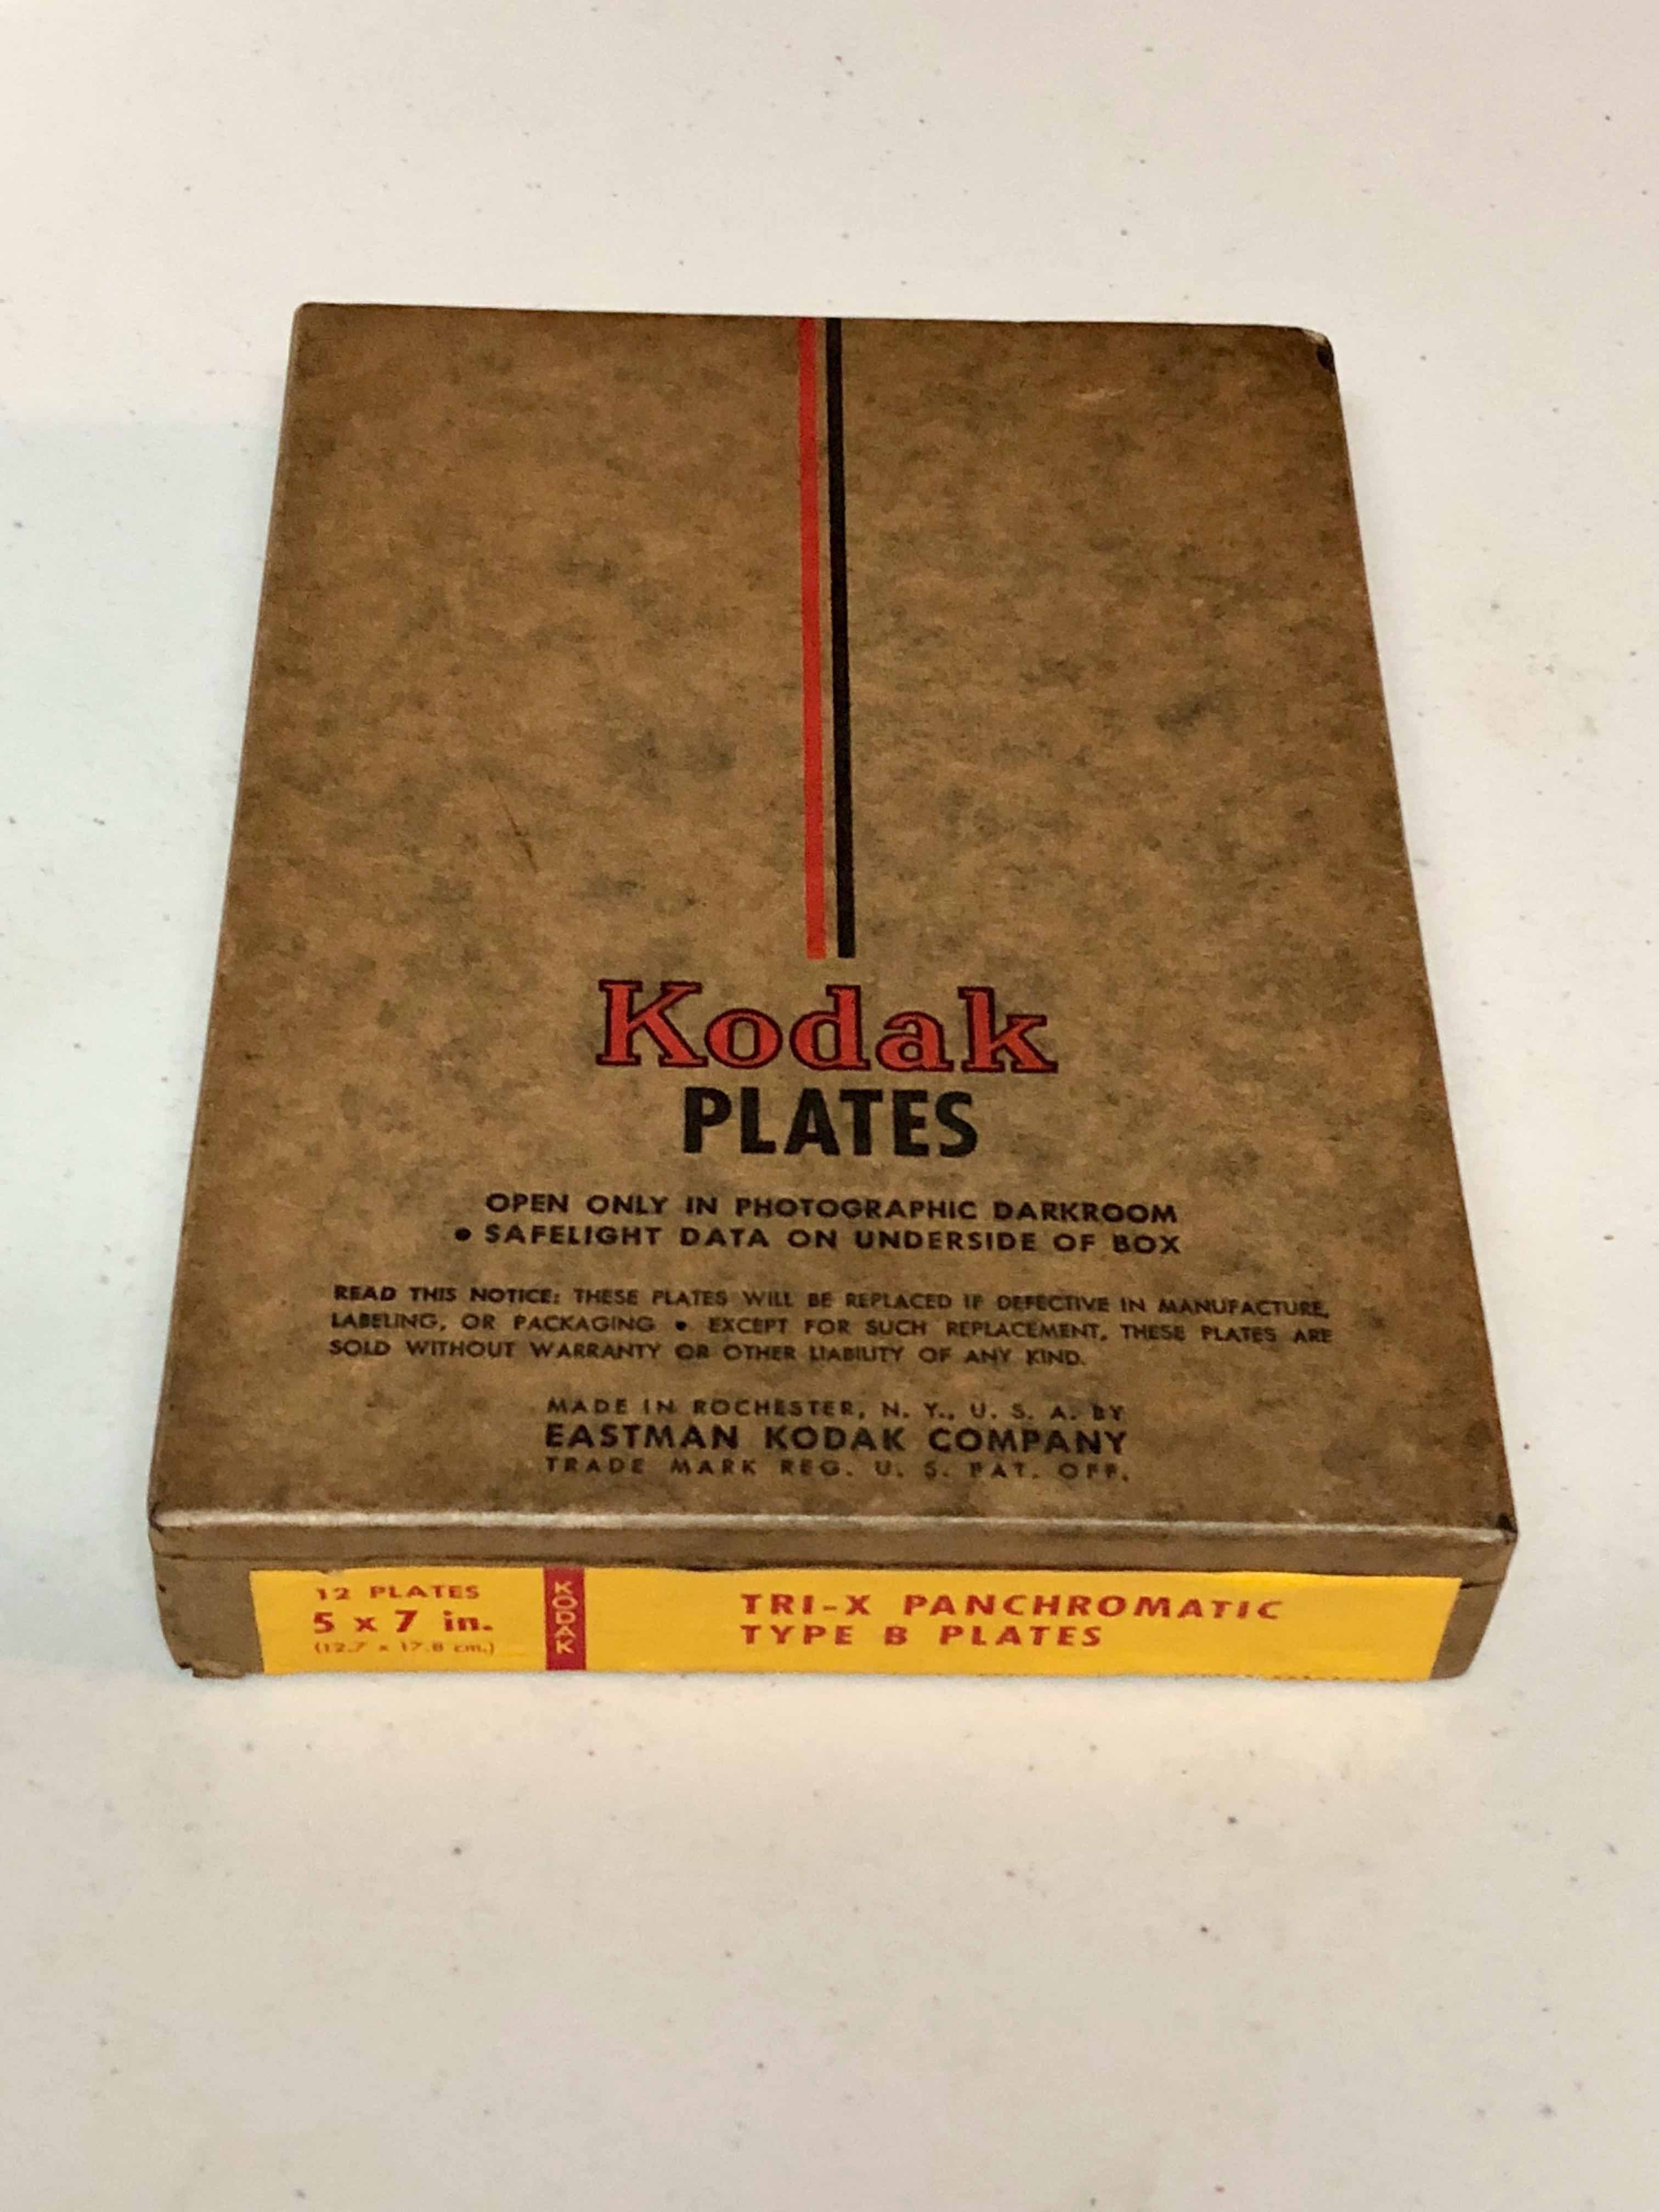 Kodak
PLATES
OPEN ONLY IN PHOTOGRAPHIC DARKROOM
• SAFELIGHT DATA ON UNDERSIDE OF BOX
READ THIS NOTICE: THESE PLATES WILL BE REPLACED IF DEFECTIVE IN MANUFACTURE,
LABELING, OR PACKAGING • EXCEPT FOR SUCH REPLACEMENT, THESE PLATES ARE
SOLD WITHOUT WARRANTY OR OTHER LIABILITY OF ANY KIND.
MADE IN ROCHESTER, N. Y., U. S. A. BY
EASTMAN KODAK COMPANY
TRADE MARK REG. U. S. PAT. OFF.
12 PLATES
5 x 7 in.
(12.7 x 17.8 cm.)
KODAK
TRI-X PANCHROMATIC
TYPE B PLATES